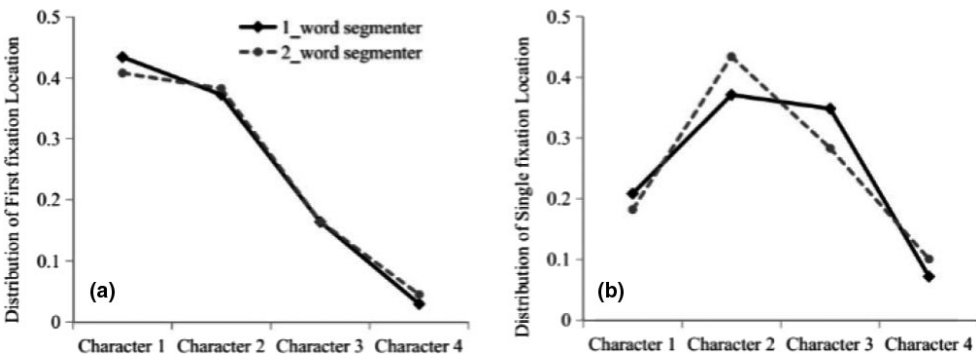 Distribution of First fixation Location
0.5
0.4
0.3
0.2
0.1
0
1_word segmenter
2_word segmenter
(a)
Character 1 Character 2 Character 3 Character 4
Distribution of Single fixation Location
0.5
0.4
0.3
0.2
0.1
0
(b)
Character 1 Character 2 Character 3 Character 4